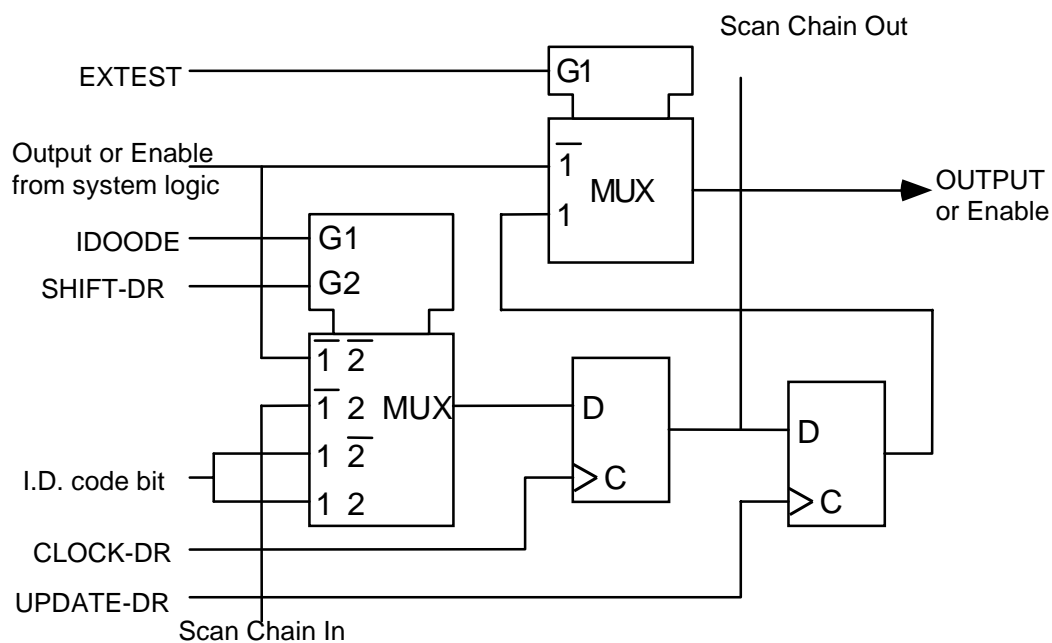 Scan Chain Out
EXTEST
G1
Output or Enable
from system logic
1
MUX
1
OUTPUT
or Enable
IDOODE
G1
SHIFT-DR
G2
1 2
1 2 MUX
1 2
1 2
I.D. code bit
D
C
D
C
CLOCK-DR
UPDATE-DR
Scan Chain In